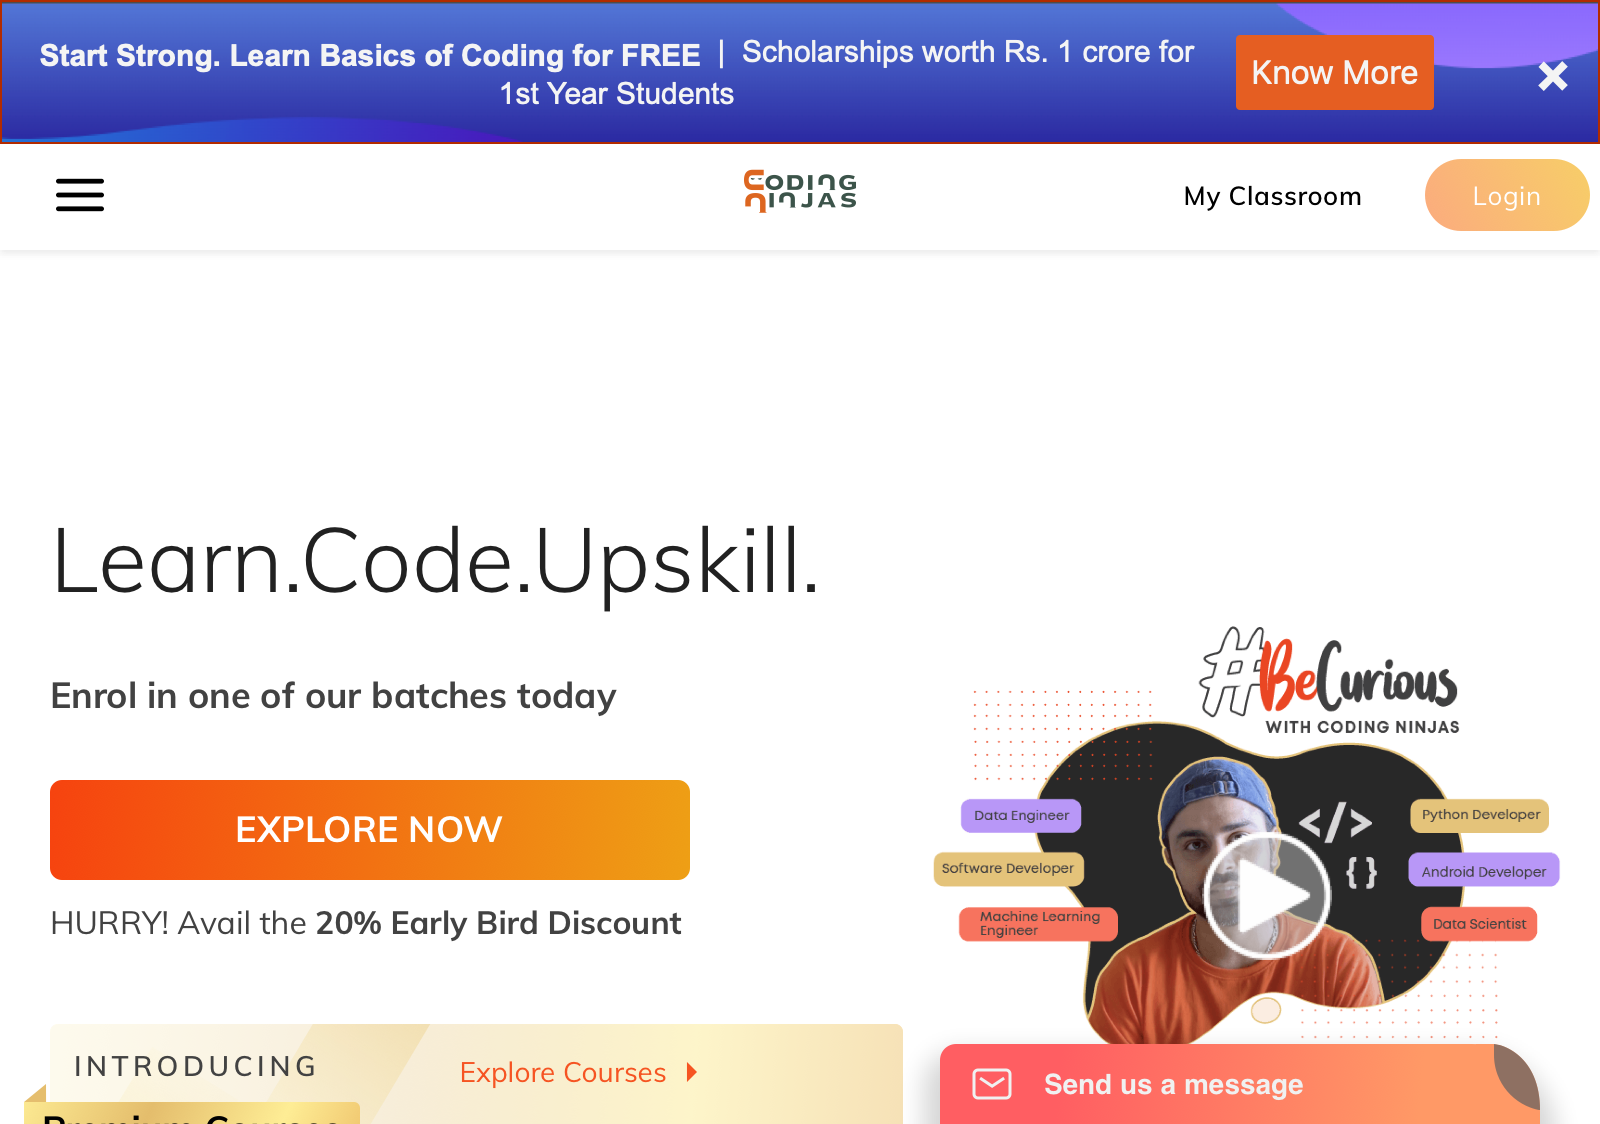 Start Strong. Learn Basics of Coding for FREE | Scholarships worth Rs. 1 crore for
1st Year Students
Know More
CODING
NINJAS
My Classroom
Login
Learn.Code.Upskill.
Enrol in one of our batches today
EXPLORE NOW
HURRY! Avail the 20% Early Bird Discount
#BeCurious
WITH CODING NINJAS
Data Engineer
</>
Python Developer
Software Developer
{ }
Android Developer
Machine Learning
Engineer
Data Scientist
INTRODUCING
Explore Courses
Premium Courses
Send us a message